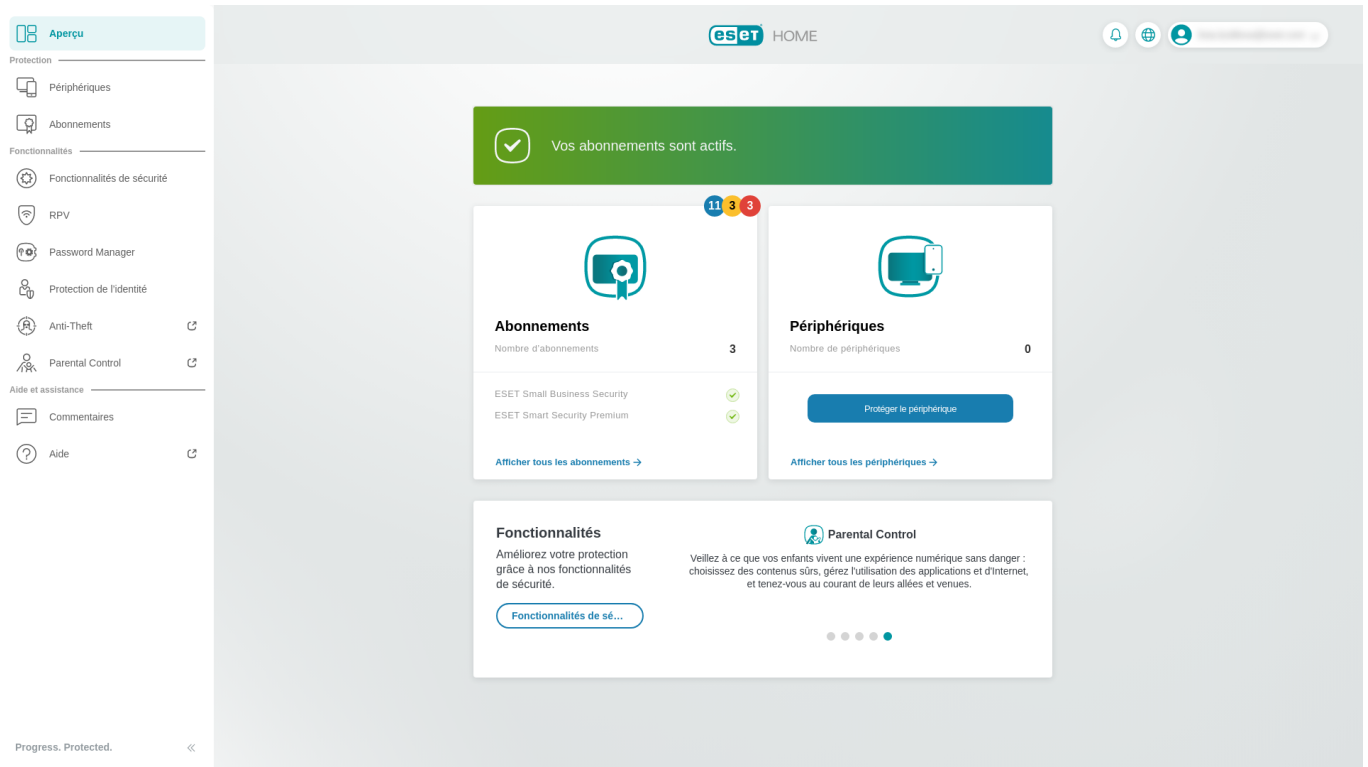 Aperçu
Protection
Périphériques
Abonnements
Fonctionnalités
Fonctionnalités de sécurité
RPV
Password Manager
Protection de l'identité
Anti-Theft
Parental Control
Aide et assistance
Commentaires
Aide
Progress. Protected.
eset HOME
Vos abonnements sont actifs.
11 3 3
Abonnements
Nombre d'abonnements 3
ESET Small Business Security
ESET Smart Security Premium
Afficher tous les abonnements
Périphériques
Nombre de périphériques 0
Protéger le périphérique
Afficher tous les périphériques
Fonctionnalités
Améliorez votre protection
grâce à nos fonctionnalités
de sécurité.
Fonctionnalités de sé…
Parental Control
Veillez à ce que vos enfants vivent une expérience numérique sans danger :
choisissez des contenus sûrs, gérez l'utilisation des applications et d'Internet,
et tenez-vous au courant de leurs allées et venues.